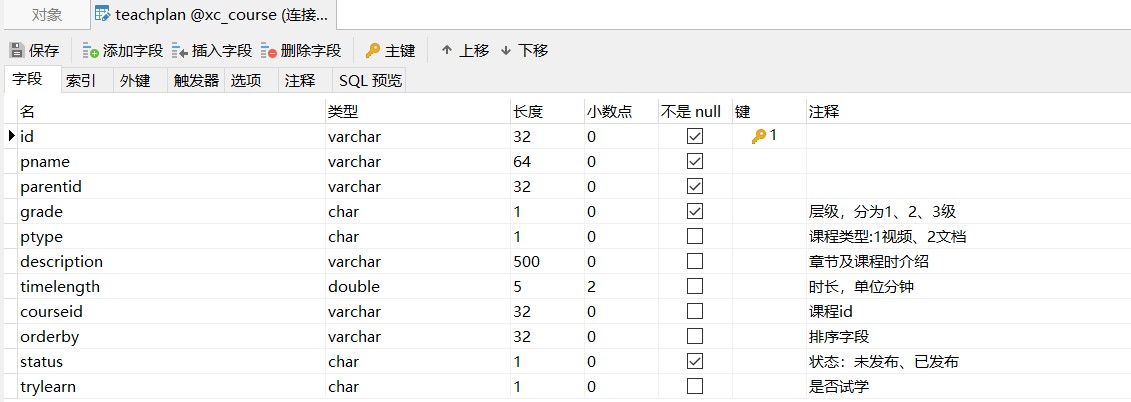 对象 teachplan @xc_course (连接...
保存 添加字段 插入字段 删除字段 主键 上移 下移
字段 索引 外键 触发器 选项 注释 SQL 预览
名 类型 长度 小数点 不是 null 键 注释
id varchar 32 0 1
pname varchar 64 0
parentid varchar 32 0
grade char 1 0 层级，分为1、2、3级
ptype char 1 0 课程类型:1视频、2文档
description varchar 500 0 章节及课程时介绍
timelength double 5 2 时长，单位分钟
courseid varchar 32 0 课程id
orderby varchar 32 0 排序字段
status char 1 0 状态：未发布、已发布
trylearn char 1 0 是否试学